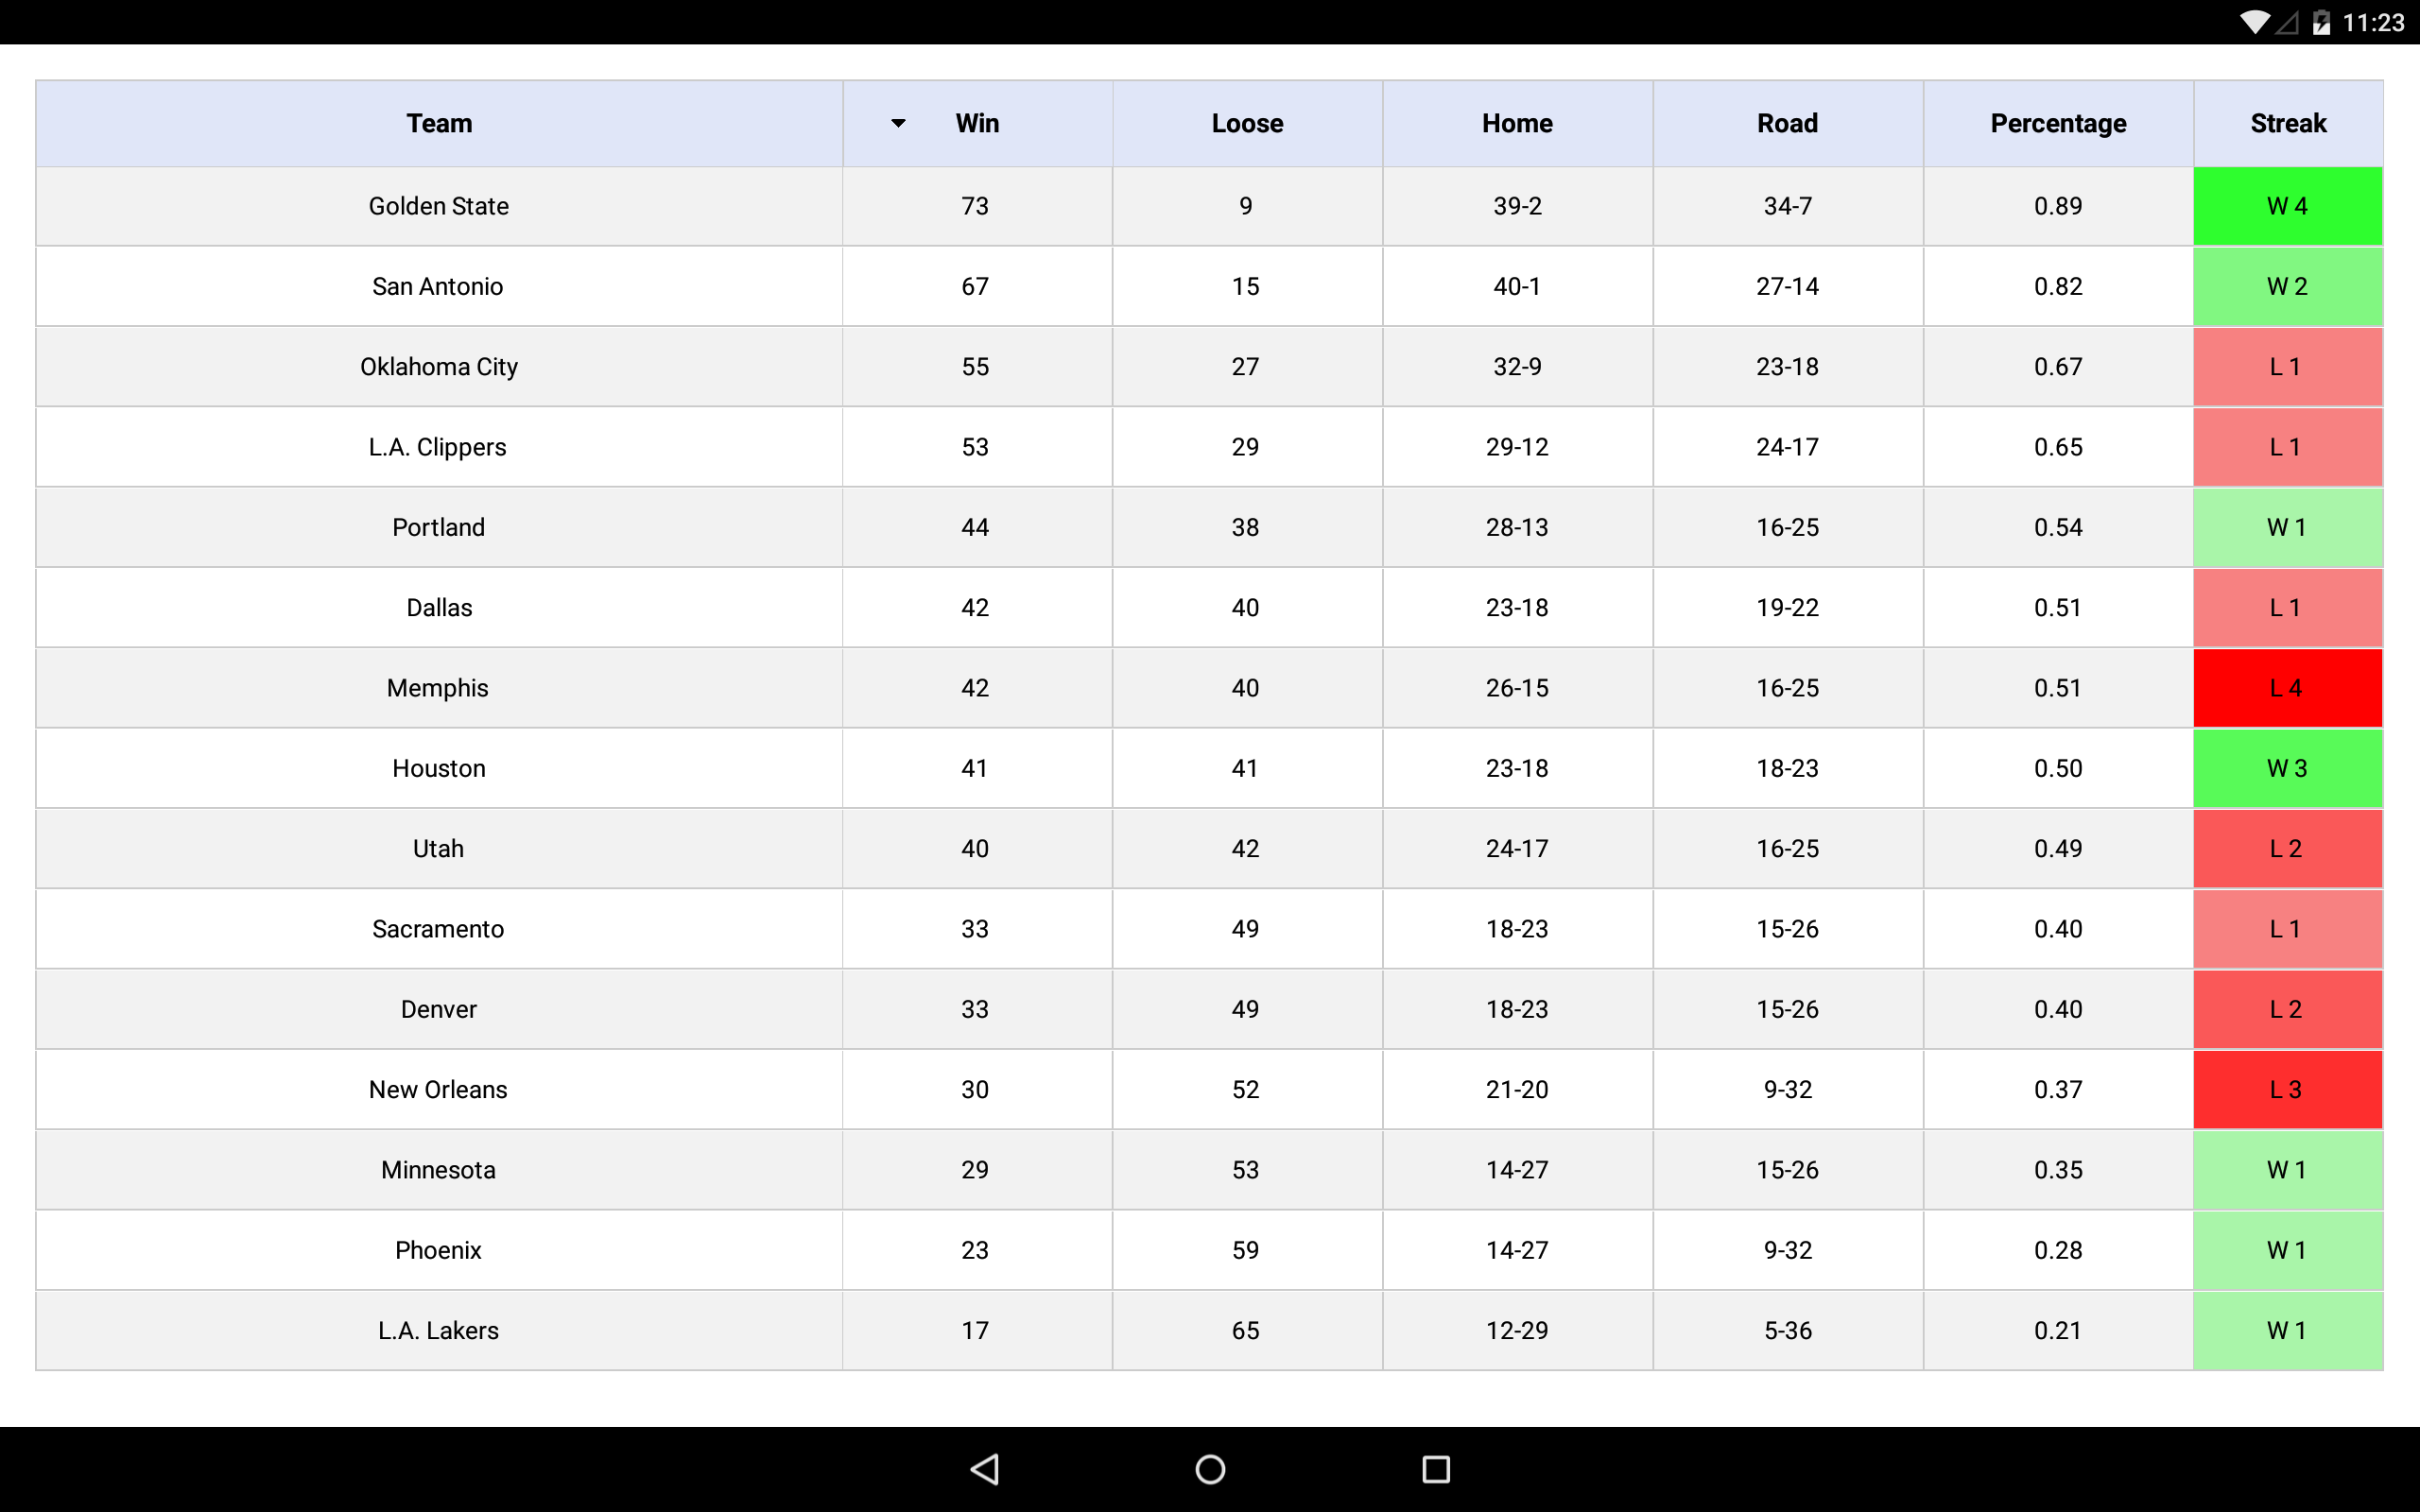 11:23
Team Win Loose Home Road Percentage Streak
Golden State 73 9 39-2 34-7 0.89 W 4
San Antonio 67 15 40-1 27-14 0.82 W 2
Oklahoma City 55 27 32-9 23-18 0.67 L 1
L.A. Clippers 53 29 29-12 24-17 0.65 L 1
Portland 44 38 28-13 16-25 0.54 W 1
Dallas 42 40 23-18 19-22 0.51 L 1
Memphis 42 40 26-15 16-25 0.51 L 4
Houston 41 41 23-18 18-23 0.50 W 3
Utah 40 42 24-17 16-25 0.49 L 2
Sacramento 33 49 18-23 15-26 0.40 L 1
Denver 33 49 18-23 15-26 0.40 L 2
New Orleans 30 52 21-20 9-32 0.37 L 3
Minnesota 29 53 14-27 15-26 0.35 W 1
Phoenix 23 59 14-27 9-32 0.28 W 1
L.A. Lakers 17 65 12-29 5-36 0.21 W 1